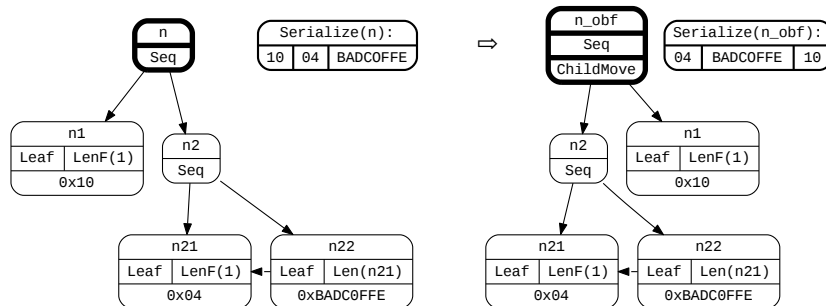 n
Seq
Serialize(n):
10 04 BADCOFFE
⇨
n_obf
Seq
ChildMove
Serialize(n_obf):
04 BADCOFFE 10
n1
Leaf LenF(1)
0x10
n2
Seq
n2
Seq
n1
Leaf LenF(1)
0x10
n21
Leaf LenF(1)
0x04
n22
Leaf Len(n21)
0xBADC0FFE
n21
Leaf LenF(1)
0x04
n22
Leaf Len(n21)
0xBADC0FFE